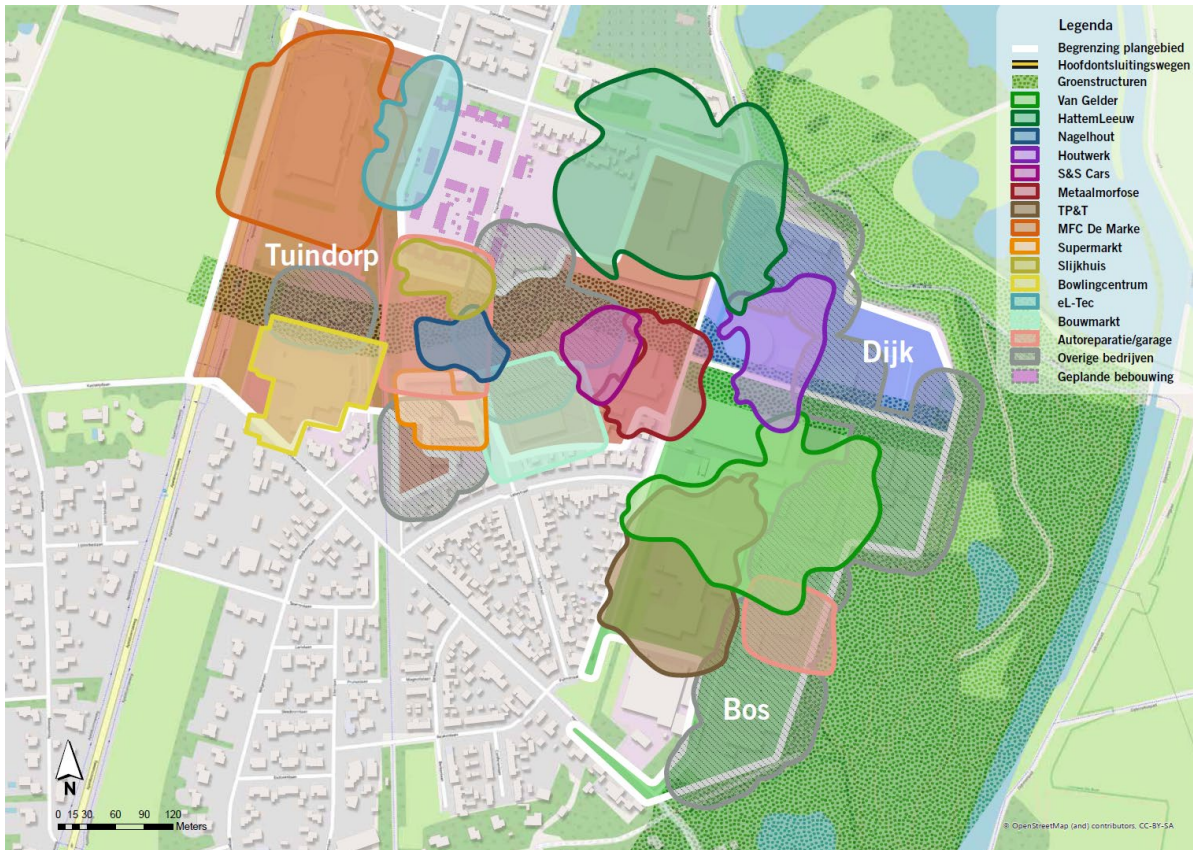 Legenda
Begrenzing plangebied
Hoofdontsluitingswegen
Groenstructuren
Van Gelder
HattemLeeuw
Nagelhout
Houtwerk
S&S Cars
Metaalmorfose
TP&T
MFC De Marke
Supermarkt
Slijkhuis
Bowlingcentrum
eL-Tec
Bouwmarkt
Autoreparatie/garage
Overige bedrijven
Geplande bebouwing
Tuindorp
Dijk
Bos
N
0 15 30. 60 90 120
Meters
© OpenStreetMap (and) contributors, CC-BY-SA